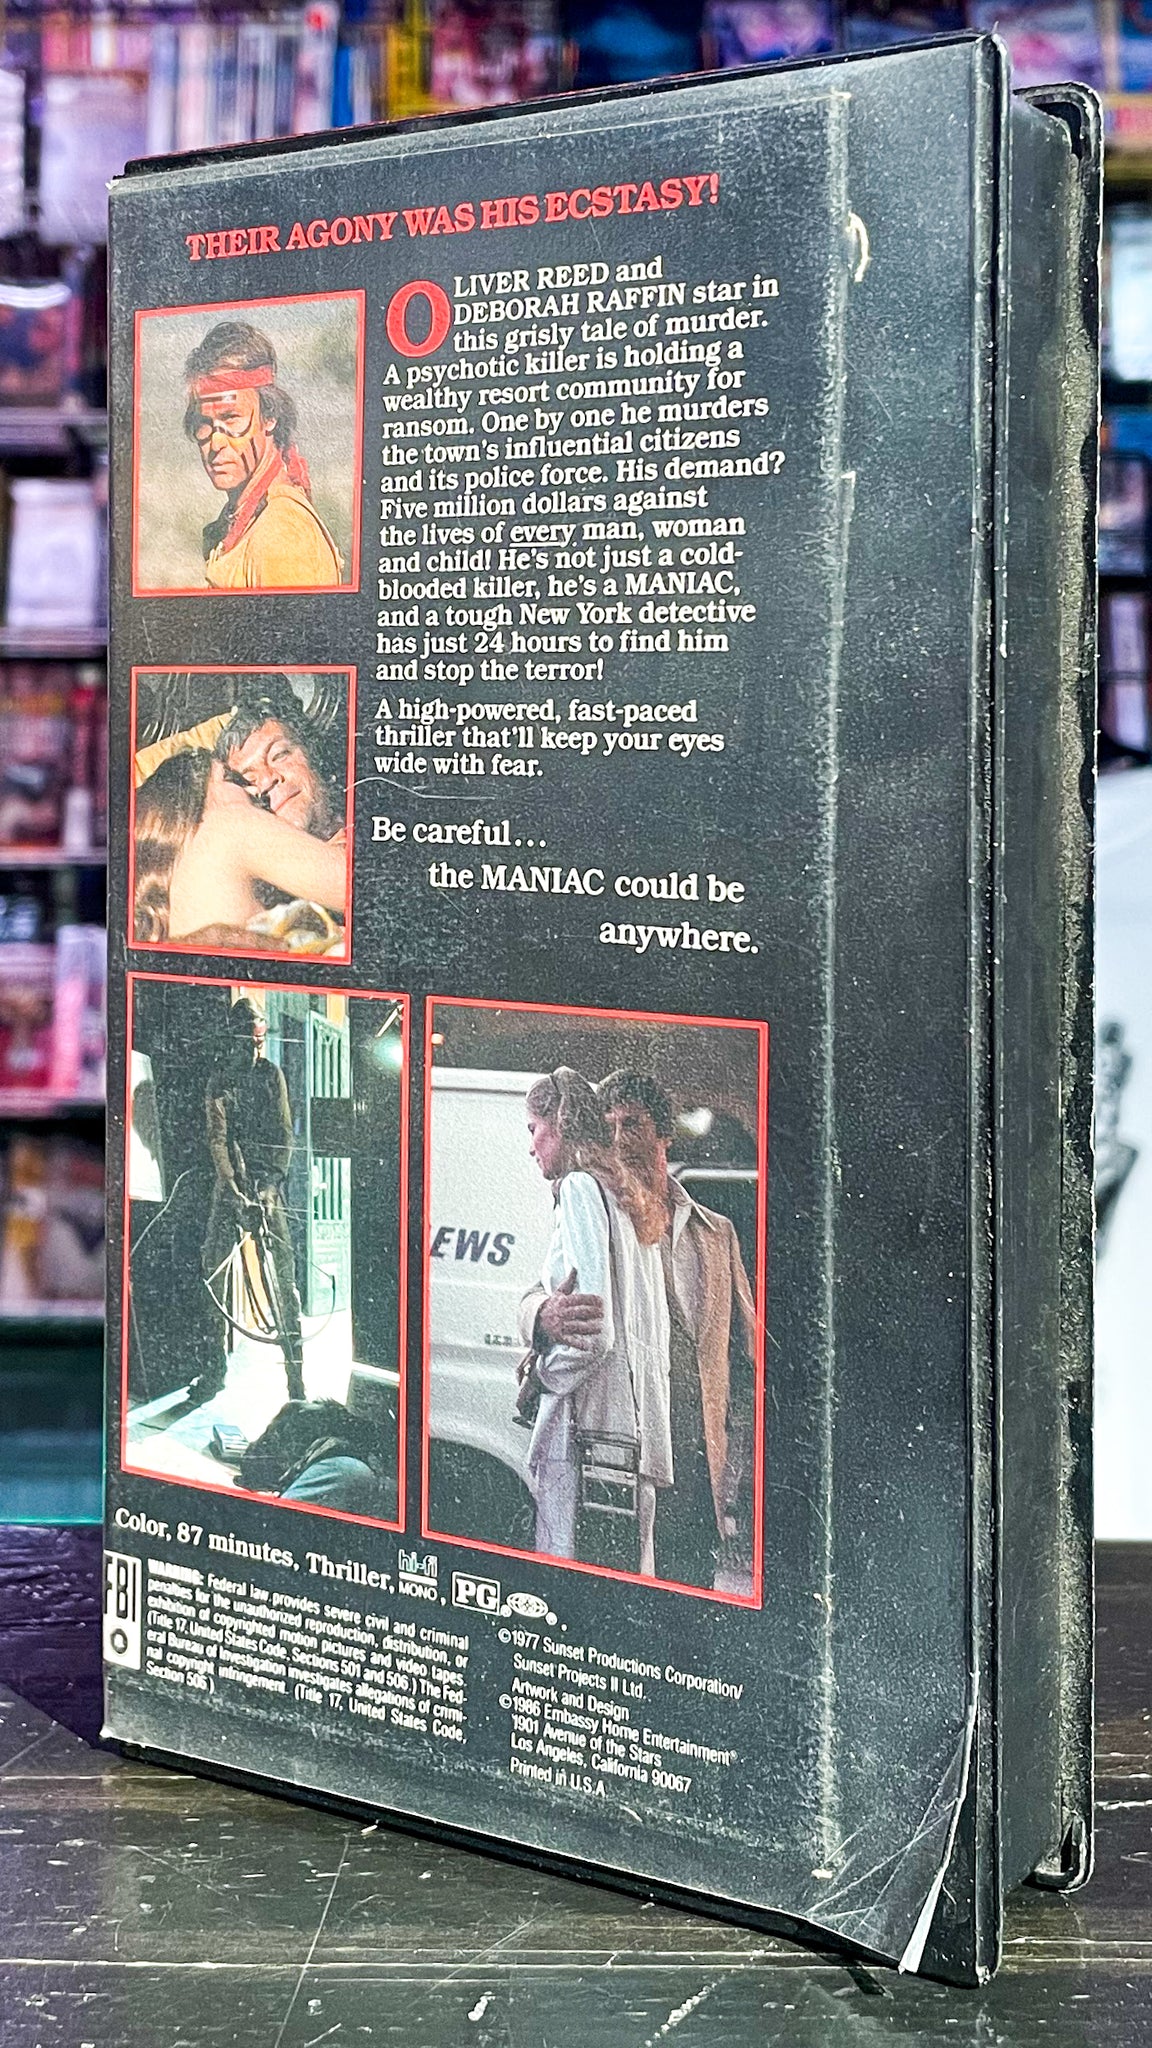 THEIR AGONY WAS HIS ECSTASY!
OLIVER REED and
DEBORAH RAFFIN star in
this grisly tale of murder.
A psychotic killer is holding a
wealthy resort community for
ransom. One by one he murders
the town's influential citizens
and its police force. His demand?
Five million dollars against
the lives of every man, woman
and child! He's not just a cold-
blooded killer, he's a MANIAC,
and a tough New York detective
has just 24 hours to find him
and stop the terror!
A high-powered, fast-paced
thriller that'll keep your eyes
wide with fear.
Be careful...
the MANIAC could be
anywhere.
EWS
Color, 87 minutes, Thriller, hi-fi MONO, PG®, ®.
FBI
WARNING: Federal law provides severe civil and criminal
penalties for the unauthorized reproduction, distribution, or
exhibition of copyrighted motion pictures and video tapes.
(Title 17, United States Code, Sections 501 and 506.) The Fed-
eral Bureau of Investigation investigates allegations of crimi-
nal copyright infringement. (Title 17, United States Code,
Section 506)
©1977 Sunset Productions Corporation/
Sunset Projects II Ltd.
Artwork and Design
©1986 Embassy Home Entertainment®
1901 Avenue of the Stars
Los Angeles, California 90067
Printed in U.S.A